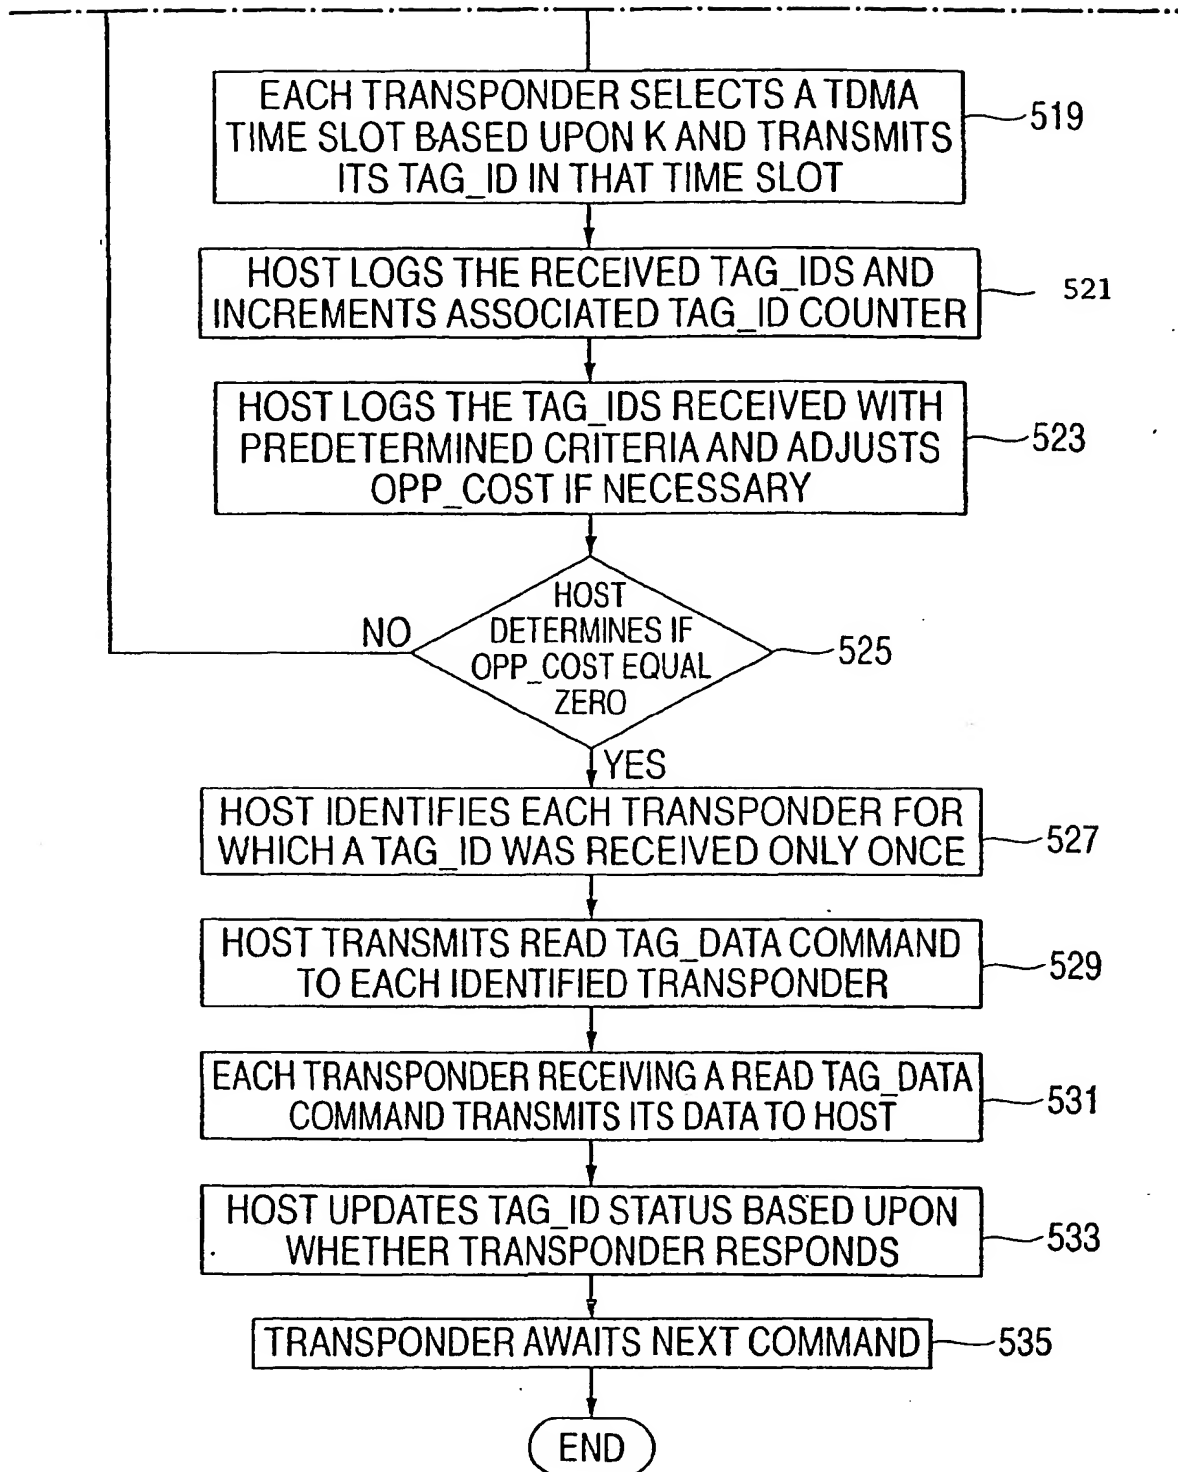 EACH TRANSPONDER SELECTS A TDMA
TIME SLOT BASED UPON K AND TRANSMITS
ITS TAG_ID IN THAT TIME SLOT
519
HOST LOGS THE RECEIVED TAG_IDS AND
INCREMENTS ASSOCIATED TAG_ID COUNTER
521
HOST LOGS THE TAG_IDS RECEIVED WITH
PREDETERMINED CRITERIA AND ADJUSTS
OPP_COST IF NECESSARY
523
HOST
DETERMINES IF
OPP_COST EQUAL
ZERO
NO
525
YES
HOST IDENTIFIES EACH TRANSPONDER FOR
WHICH A TAG_ID WAS RECEIVED ONLY ONCE
527
HOST TRANSMITS READ TAG_DATA COMMAND
TO EACH IDENTIFIED TRANSPONDER
529
EACH TRANSPONDER RECEIVING A READ TAG_DATA
COMMAND TRANSMITS ITS DATA TO HOST
531
HOST UPDATES TAG_ID STATUS BASED UPON
WHETHER TRANSPONDER RESPONDS
533
TRANSPONDER AWAITS NEXT COMMAND
535
END